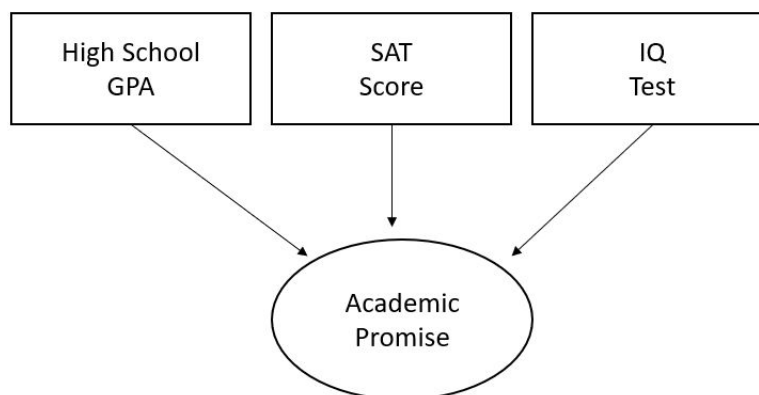 High School
GPA
SAT
Score
IQ
Test
Academic
Promise